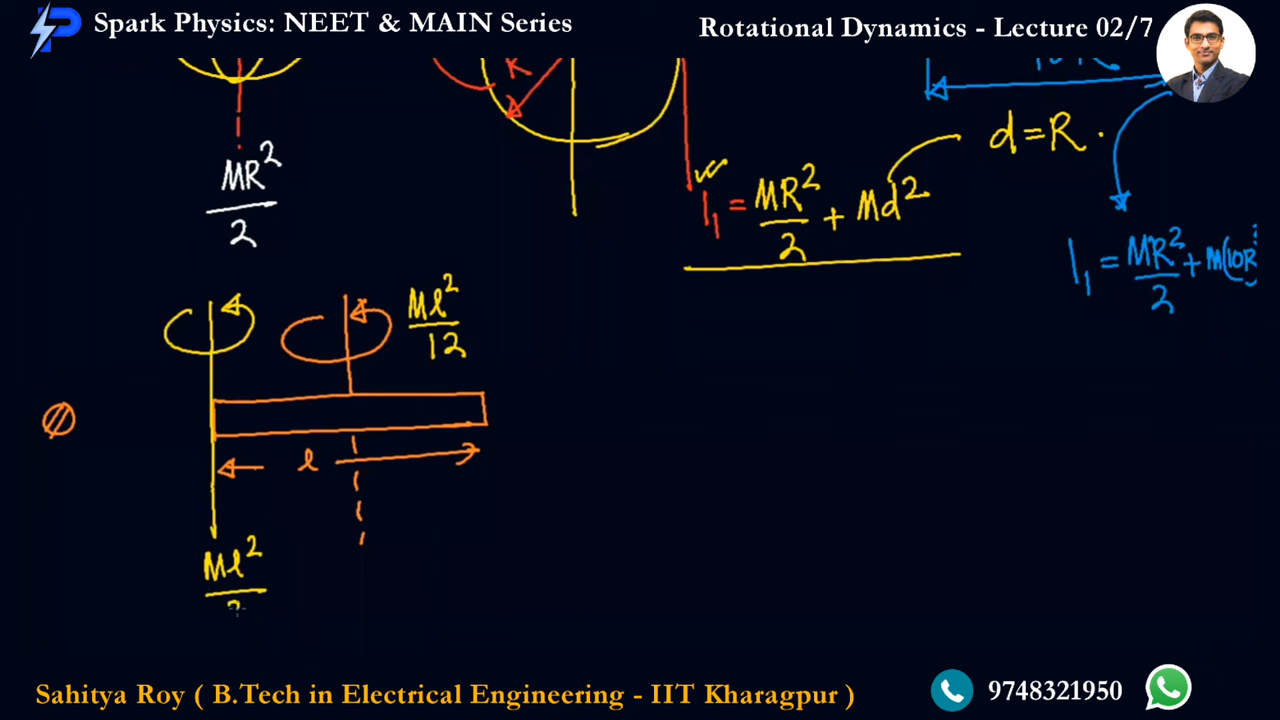 Spark Physics: NEET & MAIN Series
Rotational Dynamics - Lecture 02/7
R
d = R .
MR²/2
I₁ = MR²/2 + Md²
I₁ = MR²/2 + M(10R
Ml²/12
l
Ml²
Sahitya Roy ( B.Tech in Electrical Engineering - IIT Kharagpur )
9748321950